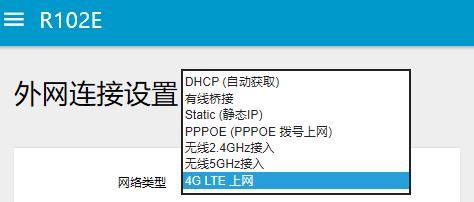 R102E
外网连接设置
DHCP (自动获取)
有线桥接
Static (静态IP)
PPPOE (PPPOE 拨号上网)
无线2.4GHz接入
无线5GHz接入
网络类型
4G LTE 上网